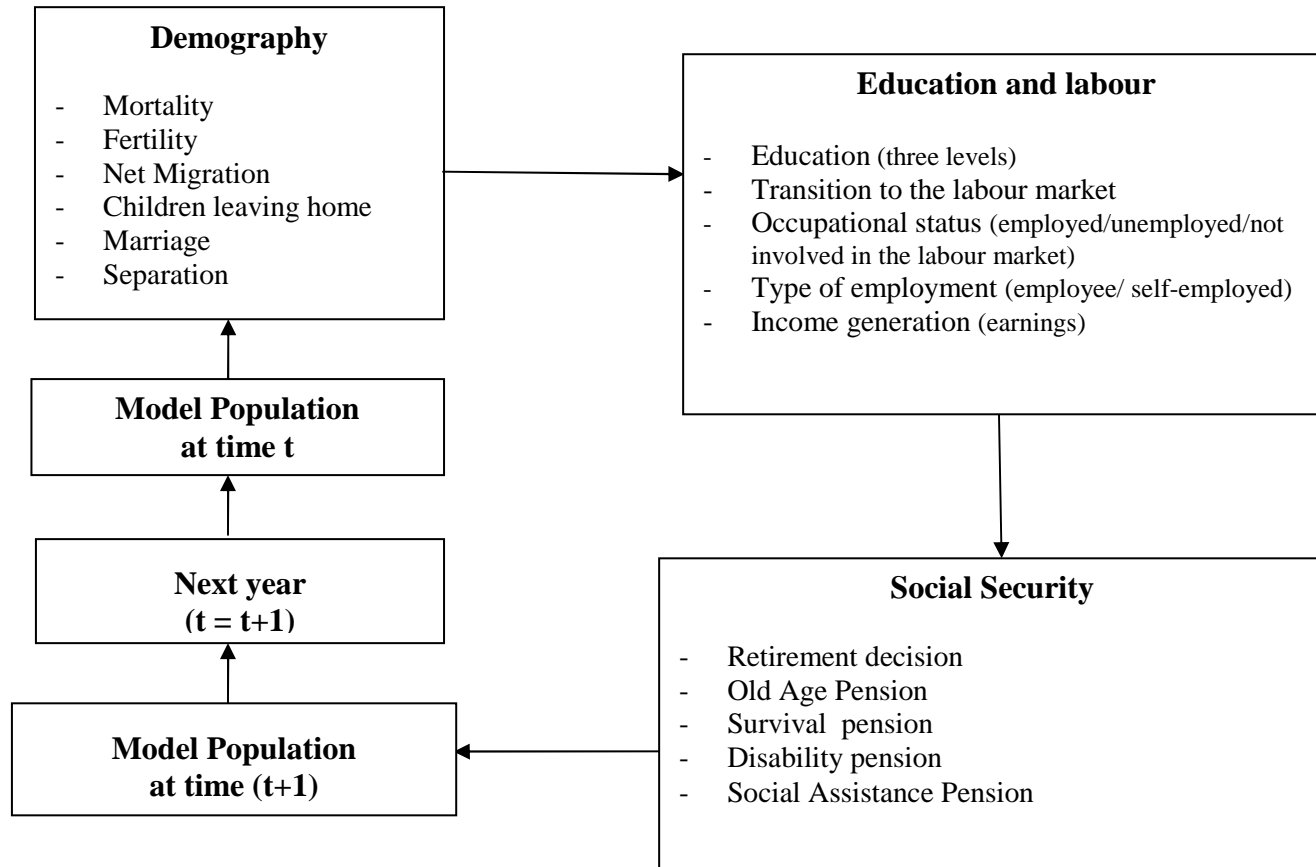 Demography
- Mortality
- Fertility
- Net Migration
- Children leaving home
- Marriage
- Separation
Education and labour
- Education (three levels)
- Transition to the labour market
- Occupational status (employed/unemployed/not
involved in the labour market)
- Type of employment (employee/ self-employed)
- Income generation (earnings)
Model Population
at time t
Next year
(t = t+1)
Social Security
- Retirement decision
- Old Age Pension
- Survival pension
- Disability pension
- Social Assistance Pension
Model Population
at time (t+1)